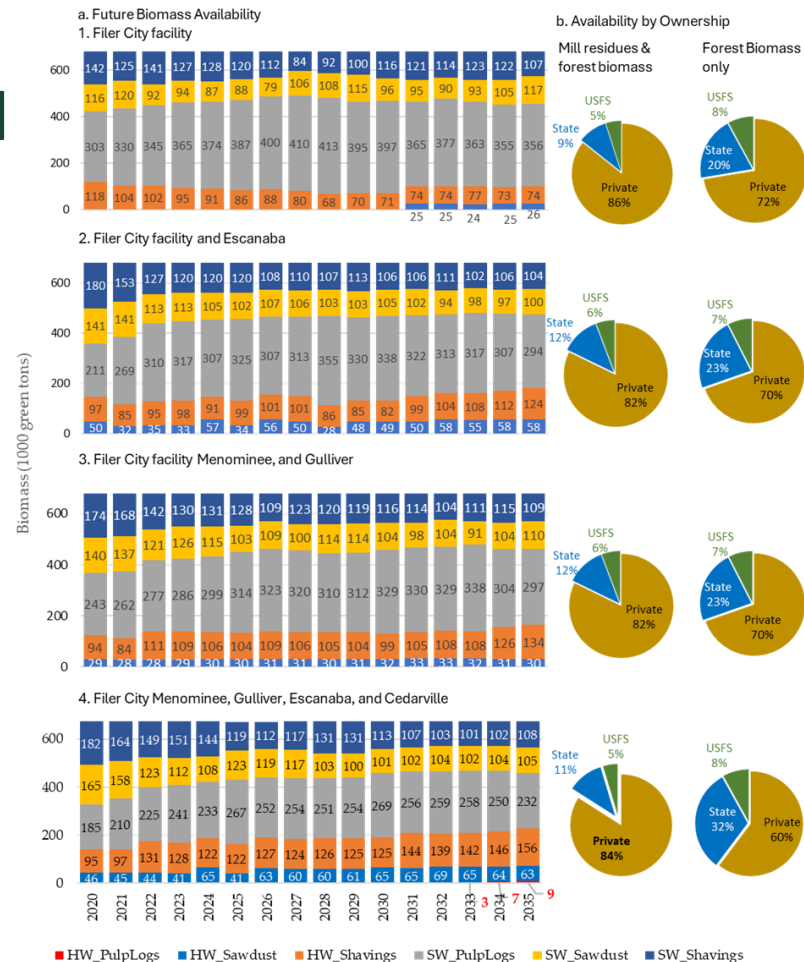 a. Future Biomass Availability
1. Filer City facility
b. Availability by Ownership
Mill residues &
forest biomass
Forest Biomass
only
600
400
200
0
142 125 141 127 128 120 112 84 92 100 116 121 114 123 122 107
116 120 92 94 87 88 79 106 108 115 96 95 90 93 105 117
303 330 345 365 374 387 400 410 413 395 397 365 377 363 355 356
118 104 102 95 91 86 88 80 68 70 71 74 74 77 73 74
25 25 24 25 26
USFS
5%
State
9%
Private
86%
USFS
8%
State
20%
Private
72%
2. Filer City facility and Escanaba
600
400
200
0
180 153 127 120 120 120 108 110 107 113 106 106 111 102 106 104
141 141 113 113 105 102 107 106 103 103 105 102 94 98 97 100
211 269 310 317 307 325 307 313 355 330 338 322 313 317 307 294
97 85 95 98 91 99 101 101 86 85 82 99 104 108 112 124
50 32 35 33 57 34 56 50 28 48 49 50 58 55 58 58
USFS
6%
State
12%
Private
82%
USFS
7%
State
23%
Private
70%
Biomass (1000 green tons)
3. Filer City facility Menominee, and Gulliver
600
400
200
0
174 168 142 130 131 128 109 123 120 119 116 114 104 111 115 109
140 137 121 126 115 103 109 100 114 114 104 98 104 91 104 110
243 262 277 286 299 314 323 320 310 312 329 330 329 338 304 297
94 84 111 109 106 104 109 106 105 104 99 105 108 108 126 134
29 28 28 29 30 30 31 31 30 31 32 33 33 32 31 30
USFS
6%
State
12%
Private
82%
USFS
7%
State
23%
Private
70%
4. Filer City Menominee, Gulliver, Escanaba, and Cedarville
600
400
200
0
182 164 149 151 144 119 112 117 131 131 113 107 103 101 102 108
165 158 123 112 108 123 119 117 103 100 101 102 104 102 104 105
185 210 225 241 233 267 252 254 251 254 269 256 259 258 250 232
95 97 131 128 122 122 127 124 126 125 125 144 139 142 146 156
46 45 44 41 65 41 63 60 60 61 65 65 69 65 64 63
3 7 9
2020 2021 2022 2023 2024 2025 2026 2027 2028 2029 2030 2031 2032 2033 2034 2035
USFS
5%
State
11%
Private
84%
USFS
8%
State
32%
Private
60%
HW_PulpLogs HW_Sawdust HW_Shavings SW_PulpLogs SW_Sawdust SW_Shavings